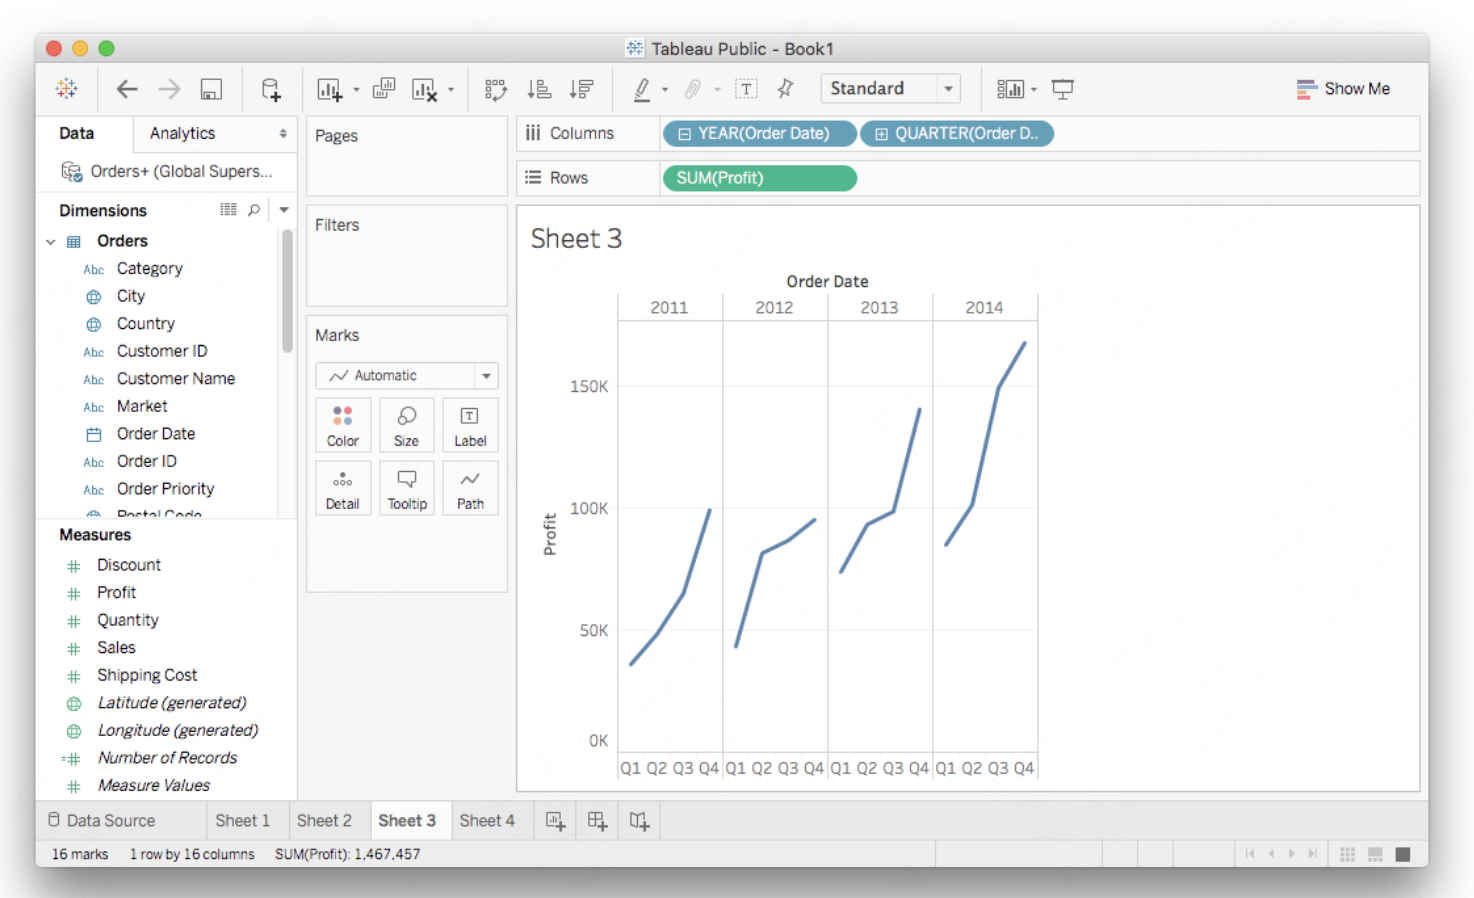 Tableau Public - Book1
Standard
Show Me
Data
Analytics
Pages
Columns
YEAR(Order Date)
QUARTER(Order D..
Orders+ (Global Supers...
Rows
SUM(Profit)
Dimensions
Filters
Sheet 3
Orders
Abc Category
City
Country
Abc Customer ID
Abc Customer Name
Abc Market
Order Date
Abc Order ID
Abc Order Priority
Postal Code
Marks
Automatic
Color
Size
T
Label
Detail
Tooltip
Path
Order Date
2011 2012 2013 2014
150K
100K
50K
0K
Profit
Q1 Q2 Q3 Q4 Q1 Q2 Q3 Q4 Q1 Q2 Q3 Q4 Q1 Q2 Q3 Q4
Measures
# Discount
# Profit
# Quantity
# Sales
# Shipping Cost
Latitude (generated)
Longitude (generated)
=# Number of Records
# Measure Values
Data Source
Sheet 1
Sheet 2
Sheet 3
Sheet 4
16 marks 1 row by 16 columns SUM(Profit): 1,467,457